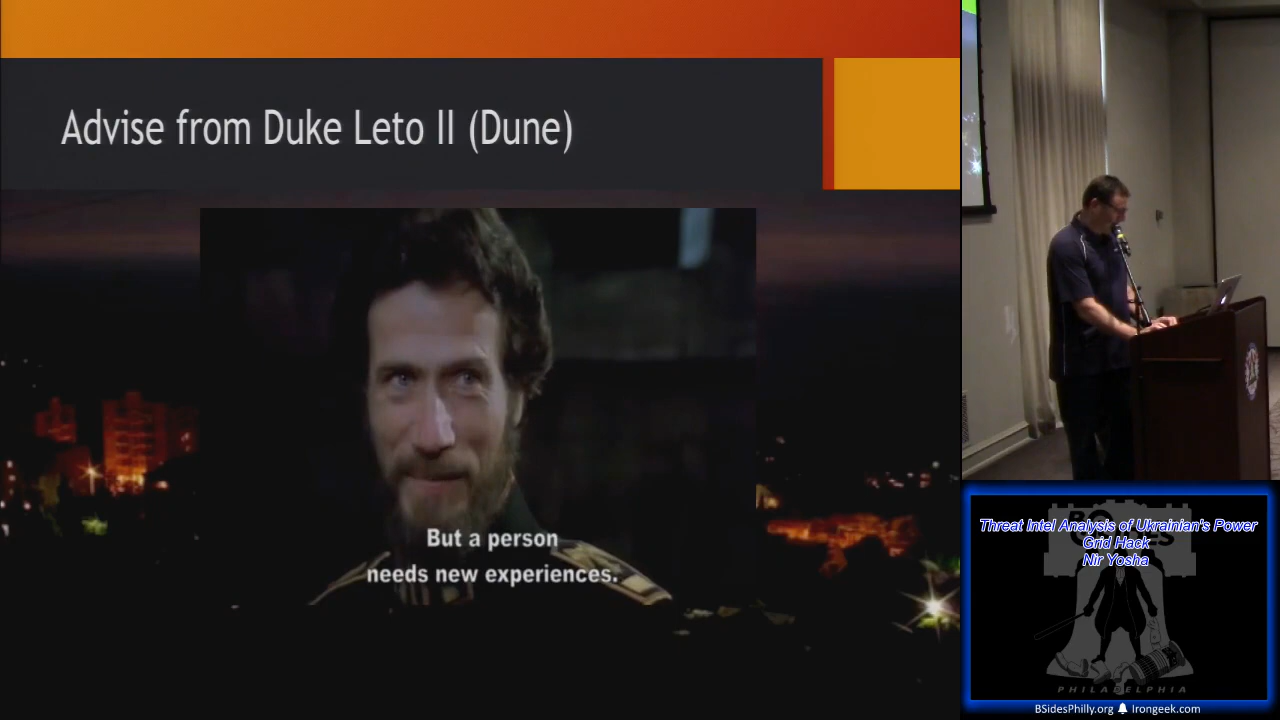 Advise from Duke Leto II (Dune)
But a person
needs new experiences.
Threat Intel Analysis of Ukrainian's Power
Grid Hack
Nir Yosha
PHILADELPHIA
BSidesPhilly.org Irongeek.com